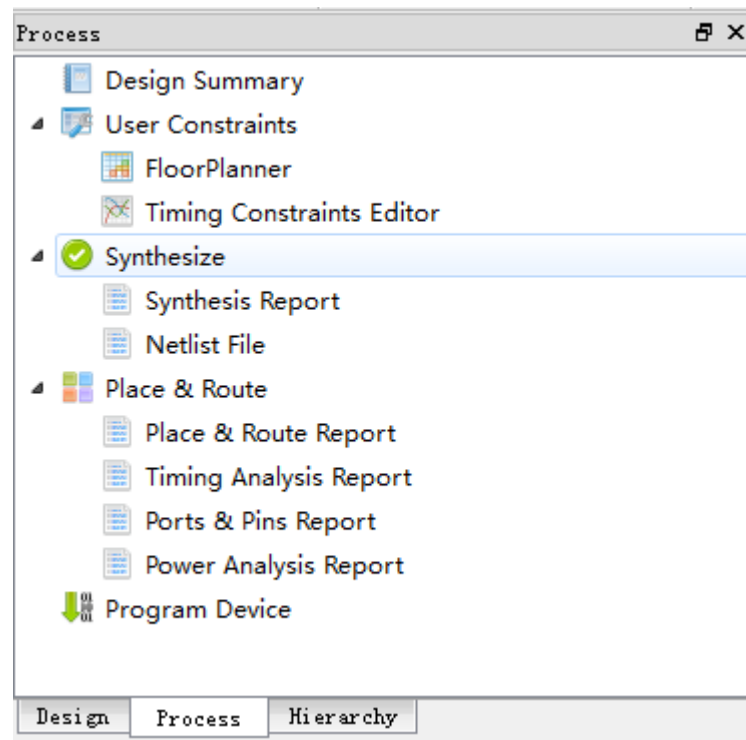 Process
Design Summary
User Constraints
FloorPlanner
Timing Constraints Editor
Synthesize
Synthesis Report
Netlist File
Place & Route
Place & Route Report
Timing Analysis Report
Ports & Pins Report
Power Analysis Report
Program Device
Design Process Hierarchy